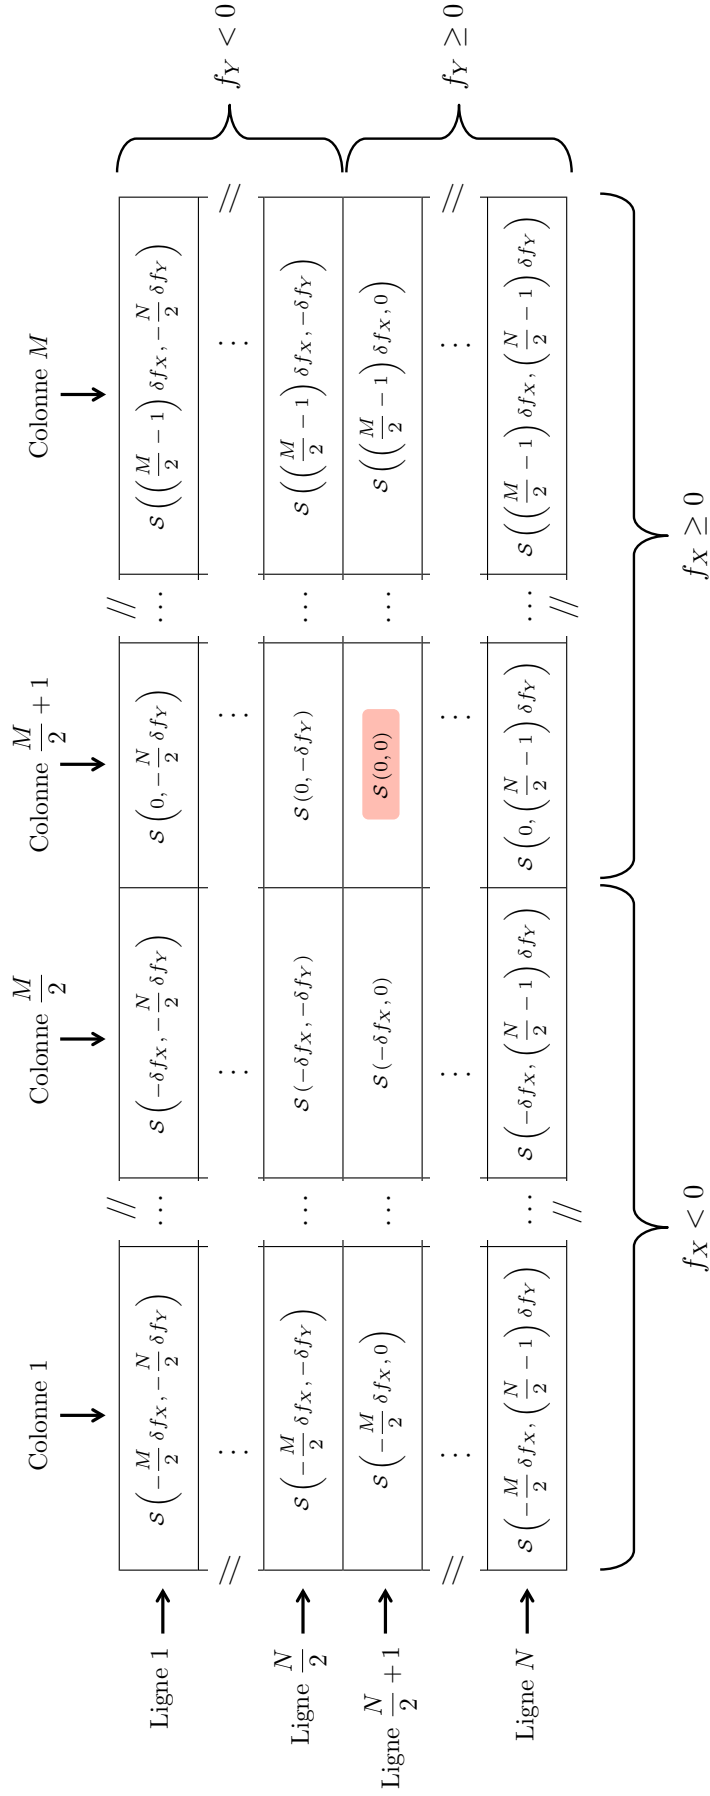 Colonne 1
Colonne M/2
Colonne M/2 + 1
Colonne M
Ligne 1
𝒮(−M/2 δf_X, −N/2 δf_Y)
...
𝒮(−δf_X, −N/2 δf_Y)
𝒮(0, −N/2 δf_Y)
...
𝒮((M/2 − 1) δf_X, −N/2 δf_Y)
f_Y < 0
...
...
...
...
Ligne N/2
𝒮(−M/2 δf_X, −δf_Y)
...
𝒮(−δf_X, −δf_Y)
𝒮(0, −δf_Y)
...
𝒮((M/2 − 1) δf_X, −δf_Y)
Ligne N/2 + 1
𝒮(−M/2 δf_X, 0)
...
𝒮(−δf_X, 0)
𝒮(0, 0)
...
𝒮((M/2 − 1) δf_X, 0)
f_Y ≥ 0
...
...
...
...
Ligne N
𝒮(−M/2 δf_X, (N/2 − 1) δf_Y)
...
𝒮(−δf_X, (N/2 − 1) δf_Y)
𝒮(0, (N/2 − 1) δf_Y)
...
𝒮((M/2 − 1) δf_X, (N/2 − 1) δf_Y)
f_X < 0
f_X ≥ 0